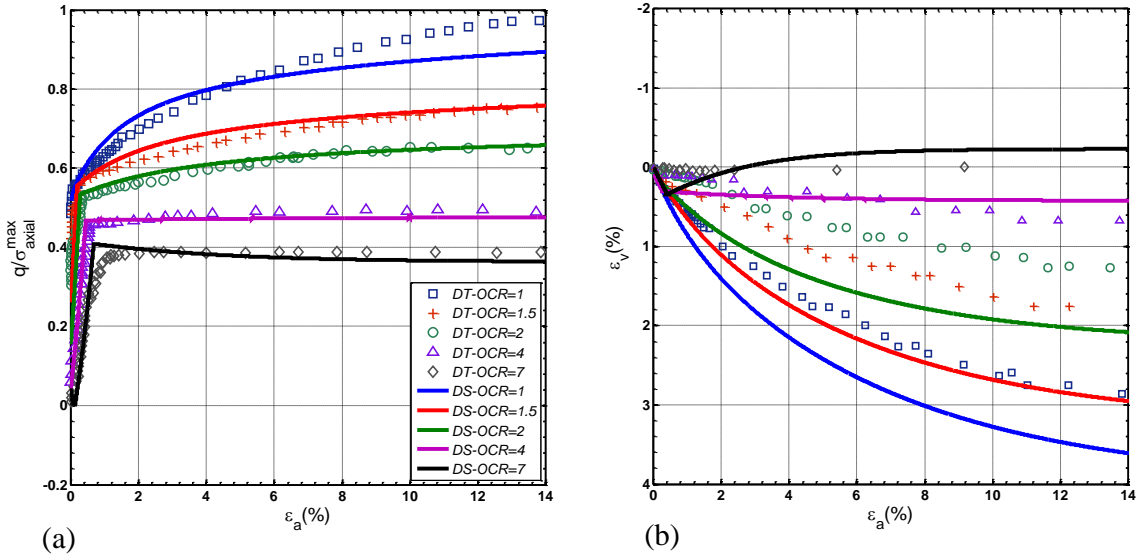 1
0.8
0.6
0.4
0.2
0
-0.2
q/σ^max_axial
0 2 4 6 8 10 12 14
ε_a(%)
DT-OCR=1
DT-OCR=1.5
DT-OCR=2
DT-OCR=4
DT-OCR=7
DS-OCR=1
DS-OCR=1.5
DS-OCR=2
DS-OCR=4
DS-OCR=7
(a)
-2
-1
0
1
2
3
4
ε_v(%)
0 2 4 6 8 10 12 14
ε_a(%)
(b)